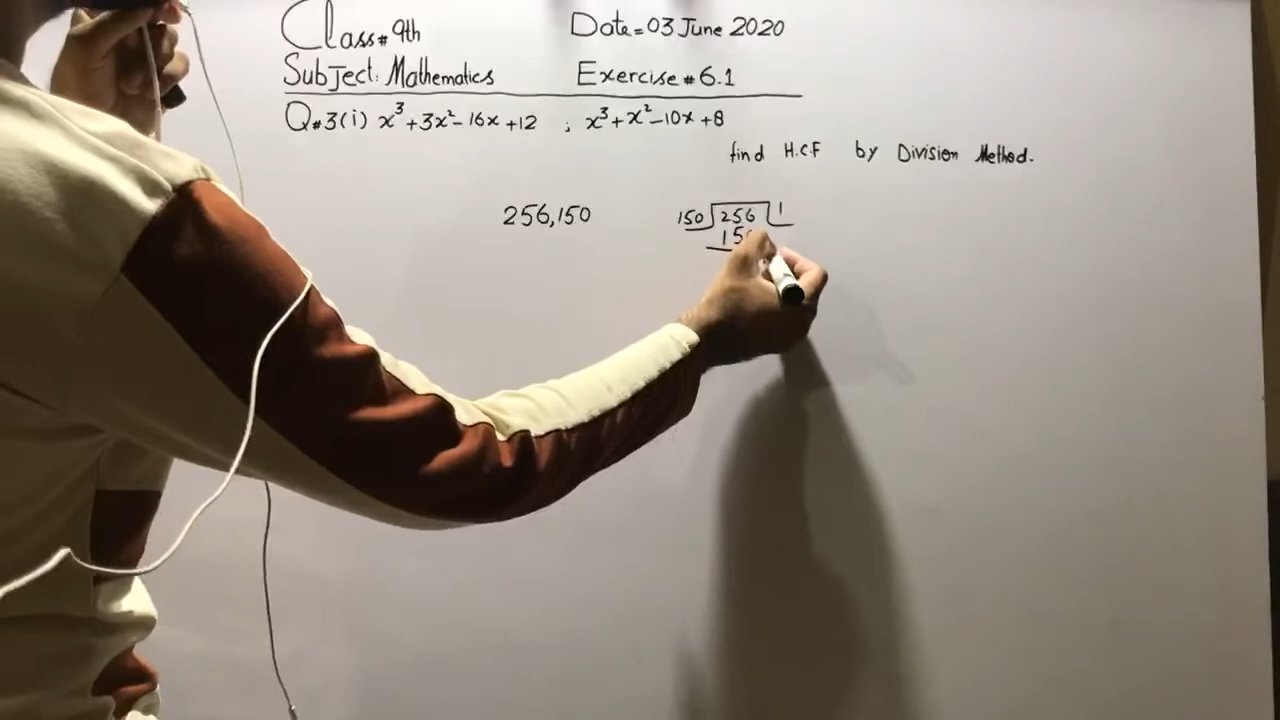 Class# 9th Date=03 June 2020
Subject: Mathematics Exercise # 6.1
Q#3(i) x³+3x²-16x+12 ; x³+x²-10x+8
find H.C.F by Division Method.
256,150 150 256 1